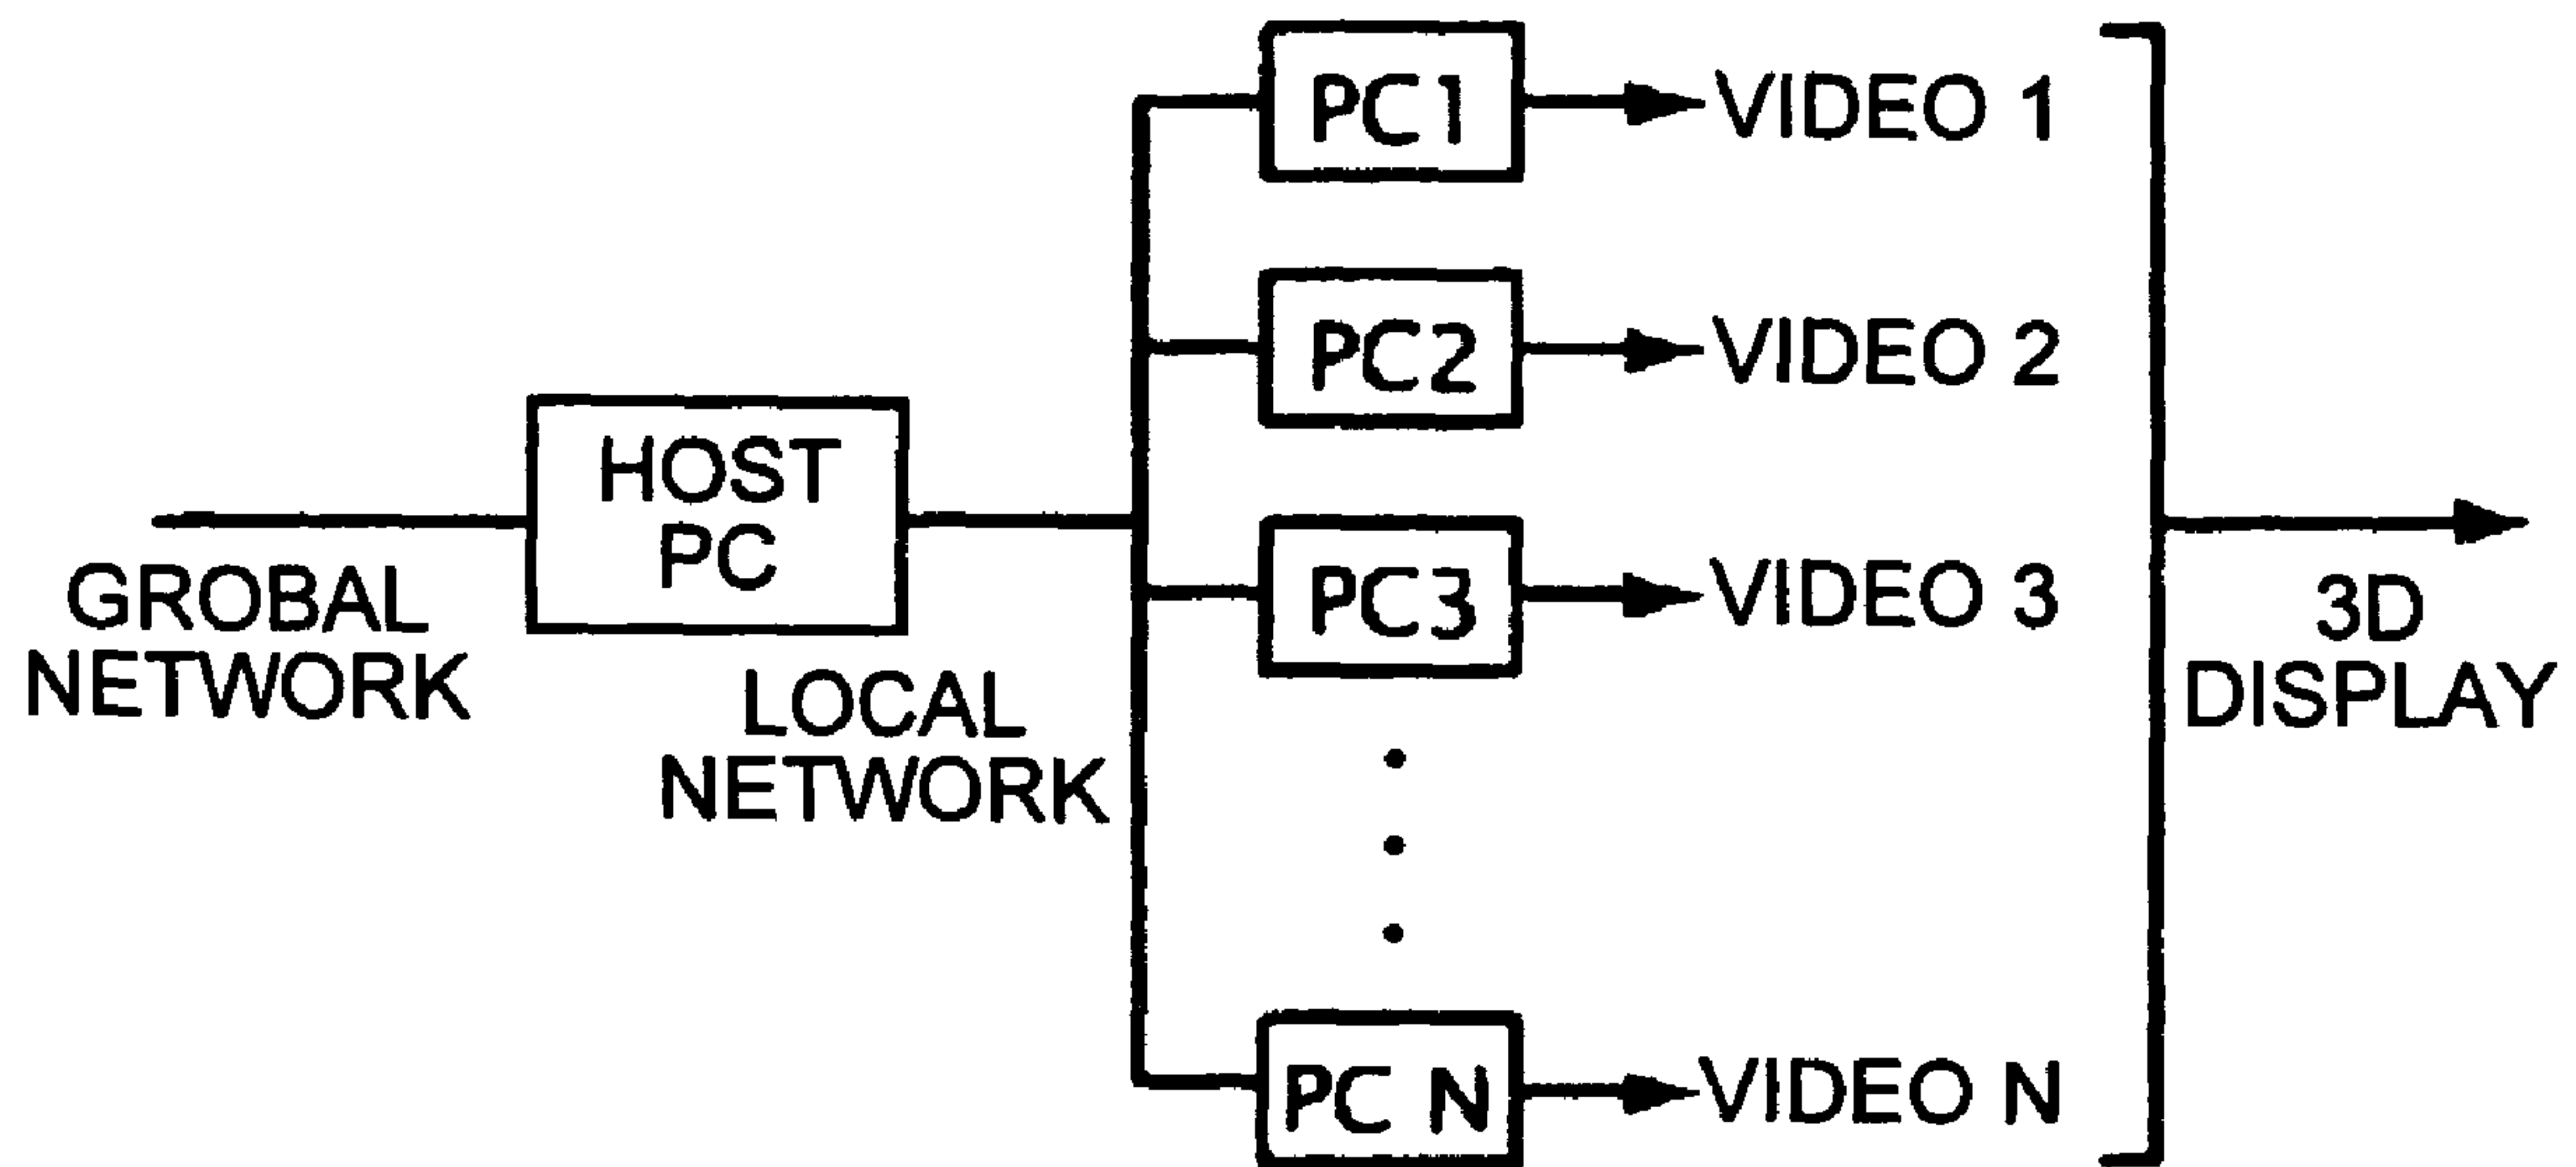 GROBAL
NETWORK
HOST
PC
LOCAL
NETWORK
PC1
VIDEO 1
PC2
VIDEO 2
PC3
VIDEO 3
PC N
VIDEO N
3D
DISPLAY